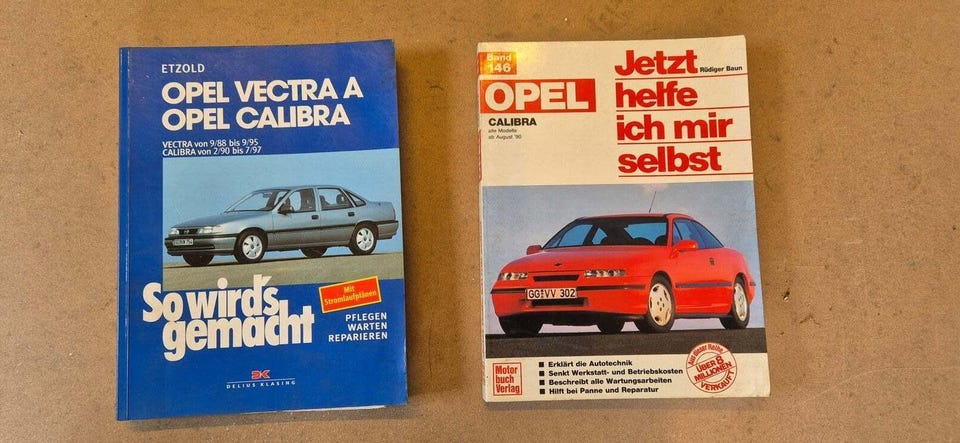 ETZOLD
OPEL VECTRA A
OPEL CALIBRA
VECTRA von 9/88 bis 9/95
CALIBRA von 2/90 bis 7/97
So wird's
gemacht
Mit
Stromlaufplänen
PFLEGEN
WARTEN
REPARIEREN
DELIUS KLASING
Band
146
OPEL
CALIBRA
alle Modelle
ab August '90
Jetzt
Rüdiger Baun
helfe
ich mir
selbst
GG VV 302
Motor
buch
Verlag
■ Erklärt die Autotechnik
■ Senkt Werkstatt- und Betriebskosten
■ Beschreibt alle Wartungsarbeiten
■ Hilft bei Panne und Reparatur
Aus dieser Reihe
ÜBER 8
MILLIONEN
VERKAUFT